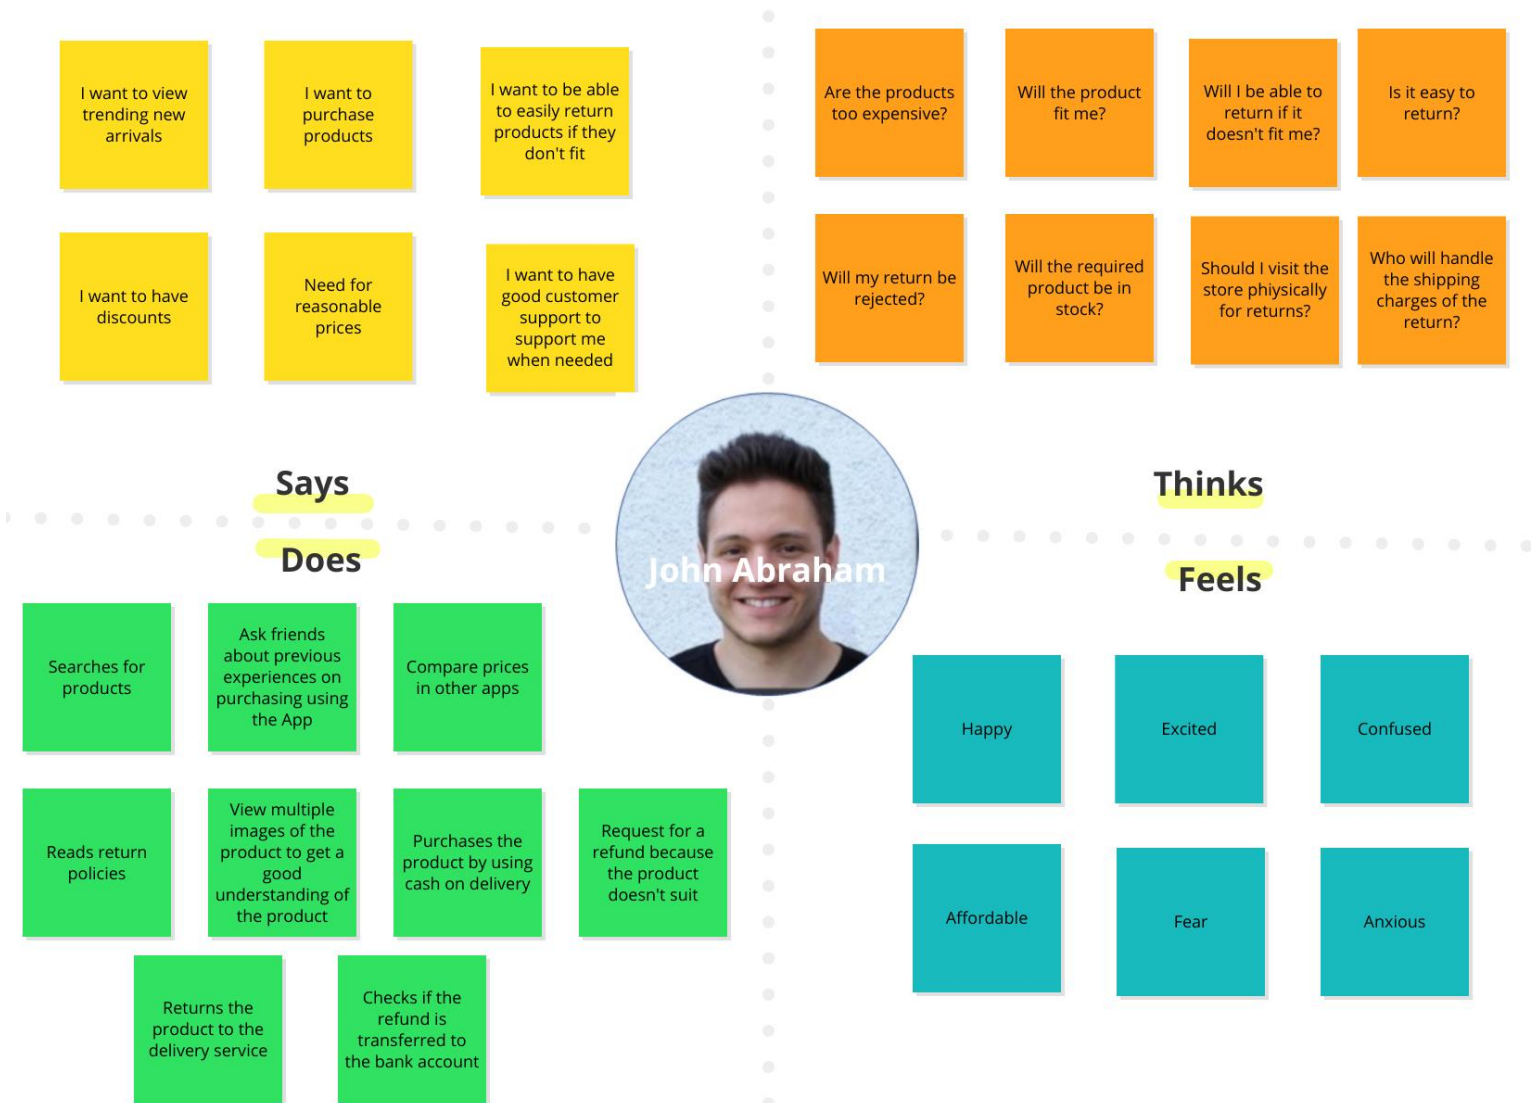 I want to view
trending new
arrivals
I want to
purchase
products
I want to be able
to easily return
products if they
don't fit
I want to have
discounts
Need for
reasonable
prices
I want to have
good customer
support to
support me
when needed
Says
Are the products
too expensive?
Will the product
fit me?
Will I be able to
return if it
doesn't fit me?
Is it easy to
return?
Will my return be
rejected?
Will the required
product be in
stock?
Should I visit the
store phiysically
for returns?
Who will handle
the shipping
charges of the
return?
Thinks
John Abraham
Does
Searches for
products
Ask friends
about previous
experiences on
purchasing using
the App
Compare prices
in other apps
Reads return
policies
View multiple
images of the
product to get a
good
understanding of
the product
Purchases the
product by using
cash on delivery
Request for a
refund because
the product
doesn't suit
Returns the
product to the
delivery service
Checks if the
refund is
transferred to
the bank account
Feels
Happy
Excited
Confused
Affordable
Fear
Anxious